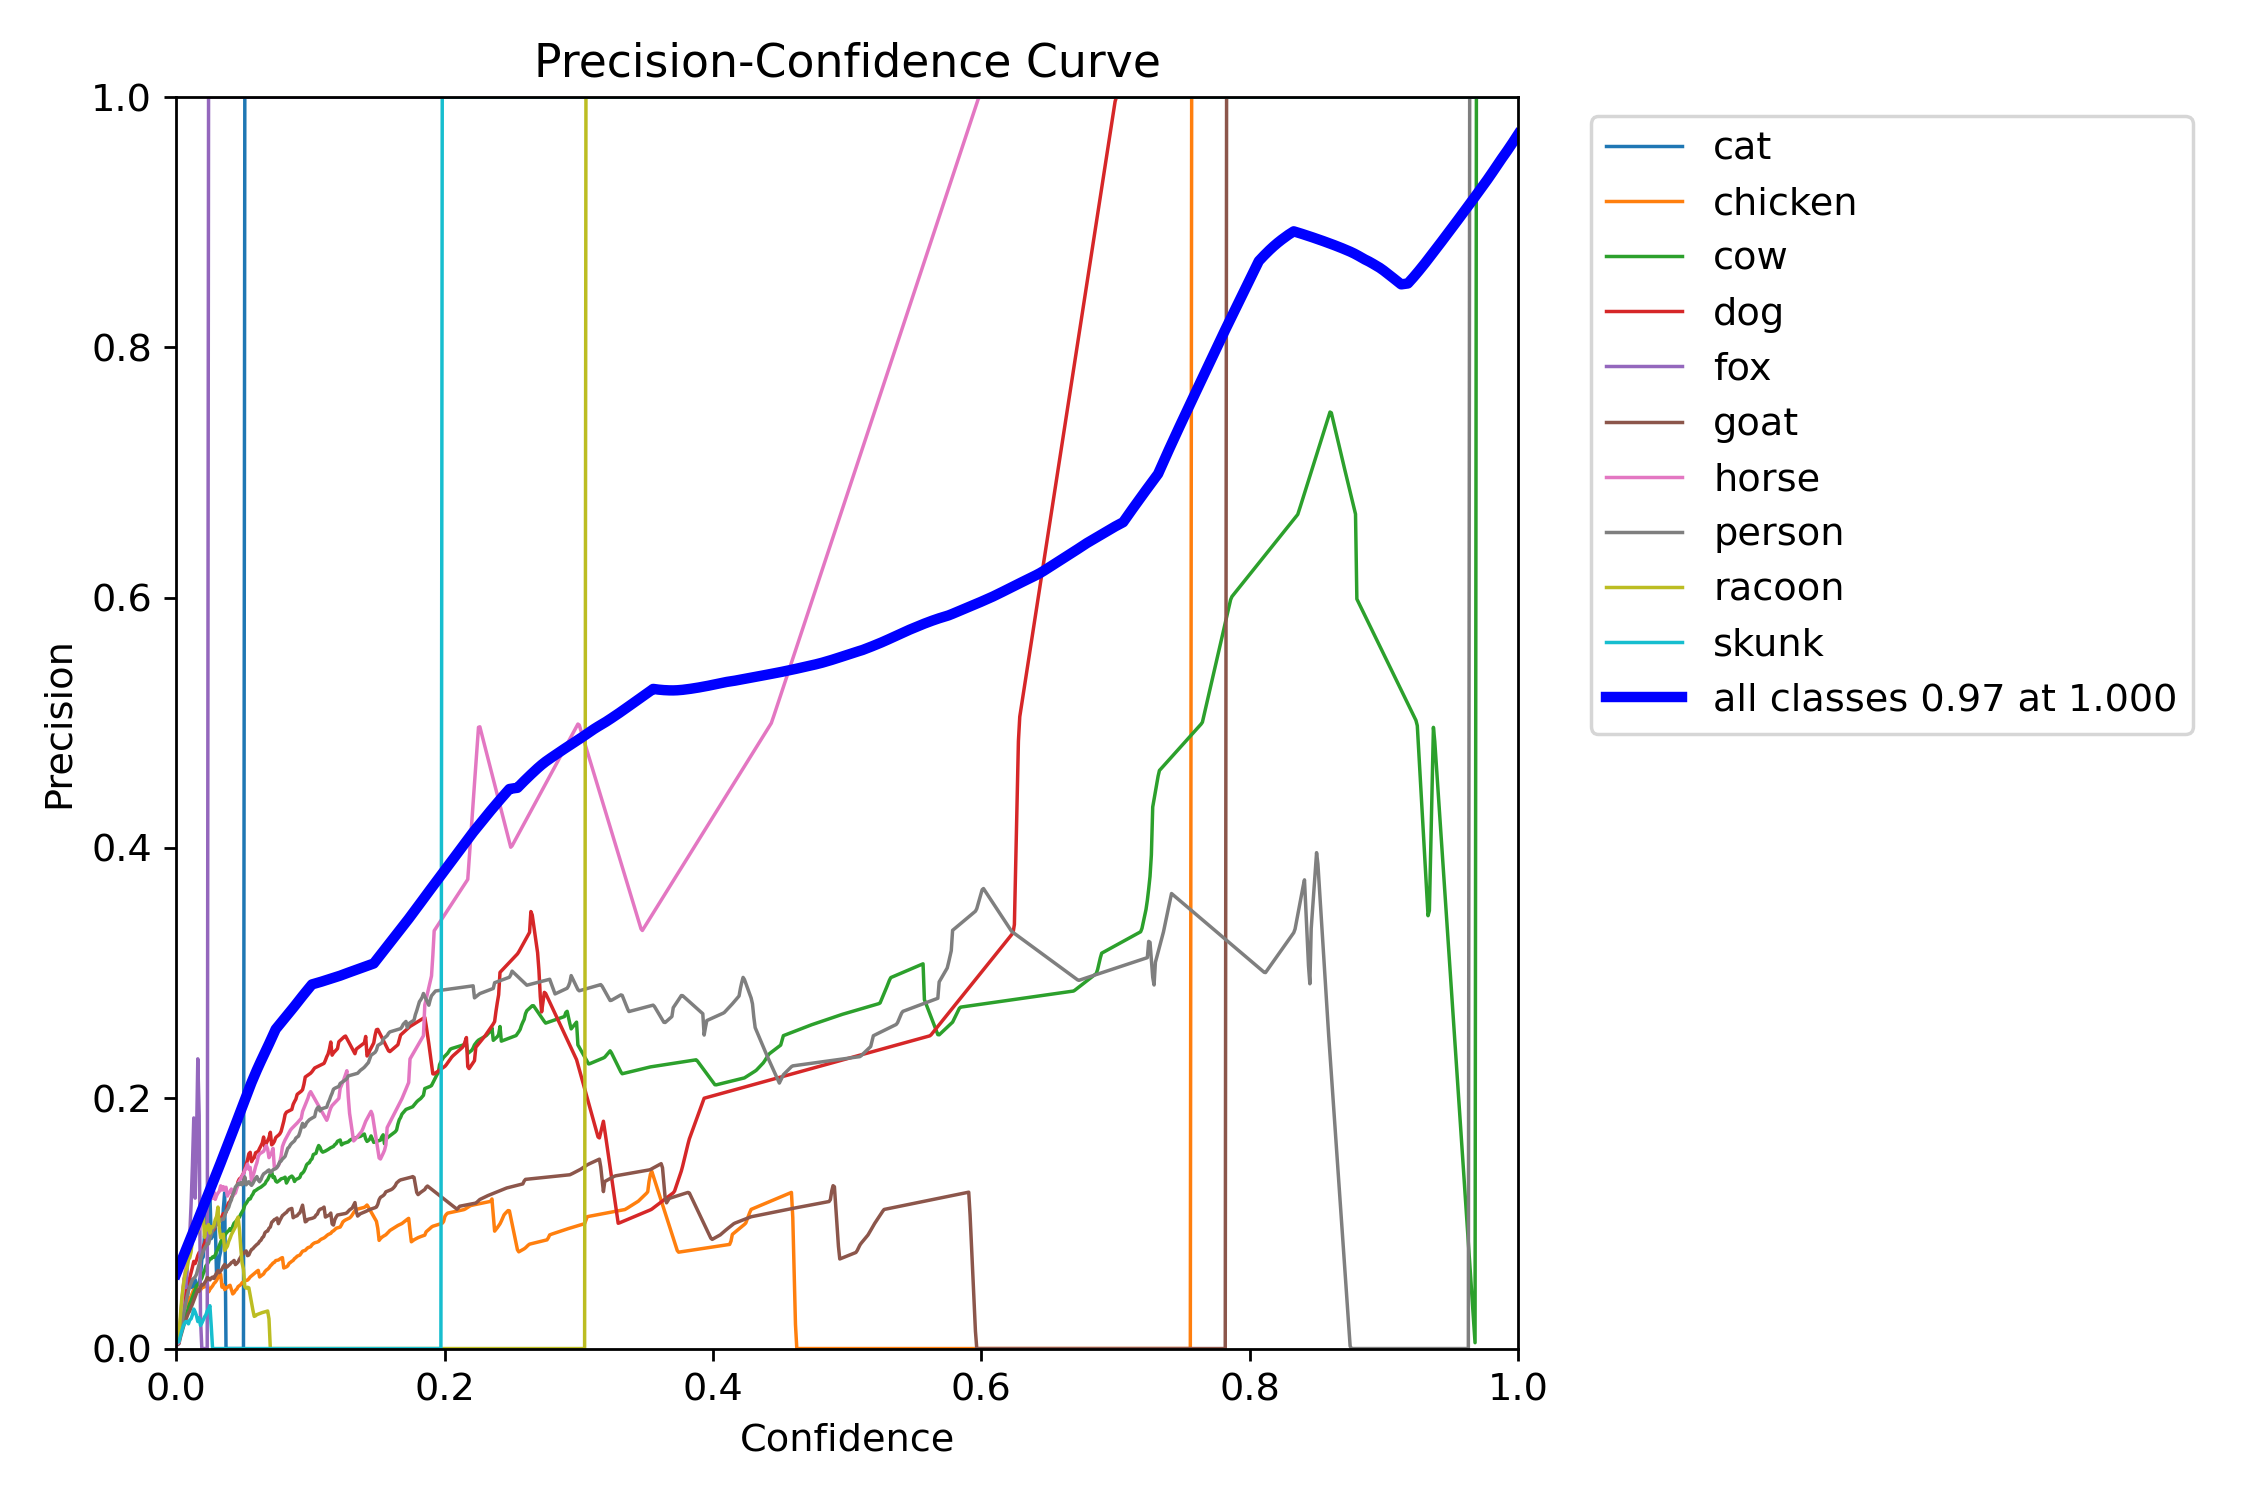 Precision-Confidence Curve
1.0
0.8
0.6
0.4
0.2
0.0
Precision
0.0 0.2 0.4 0.6 0.8 1.0
Confidence
cat
chicken
cow
dog
fox
goat
horse
person
racoon
skunk
all classes 0.97 at 1.000